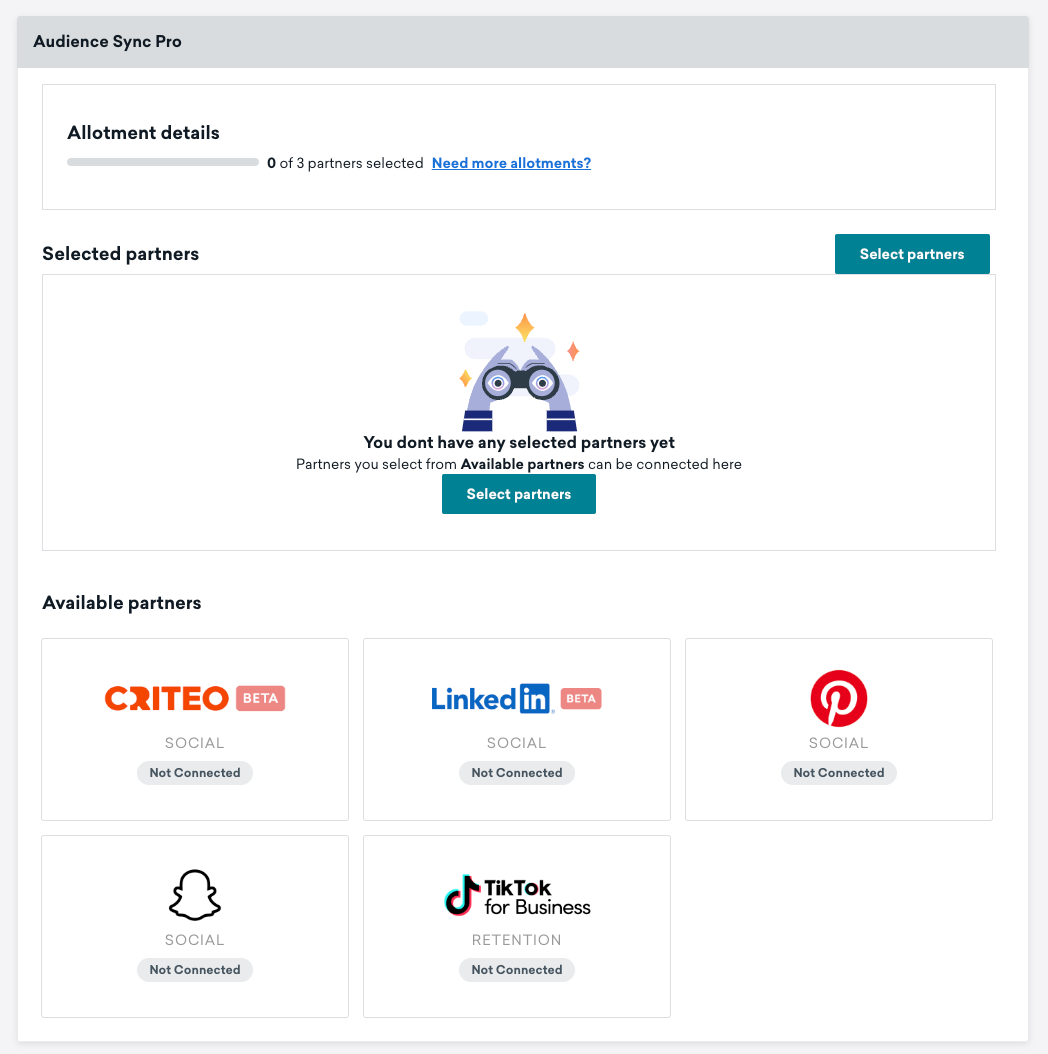 Audience Sync Pro
Allotment details
0 of 3 partners selected Need more allotments?
Selected partners
Select partners
You dont have any selected partners yet
Partners you select from Available partners can be connected here
Select partners
Available partners
CRITEO BETA
SOCIAL
Not Connected
Linked in BETA
SOCIAL
Not Connected
SOCIAL
Not Connected
SOCIAL
Not Connected
TikTok
for Business
RETENTION
Not Connected